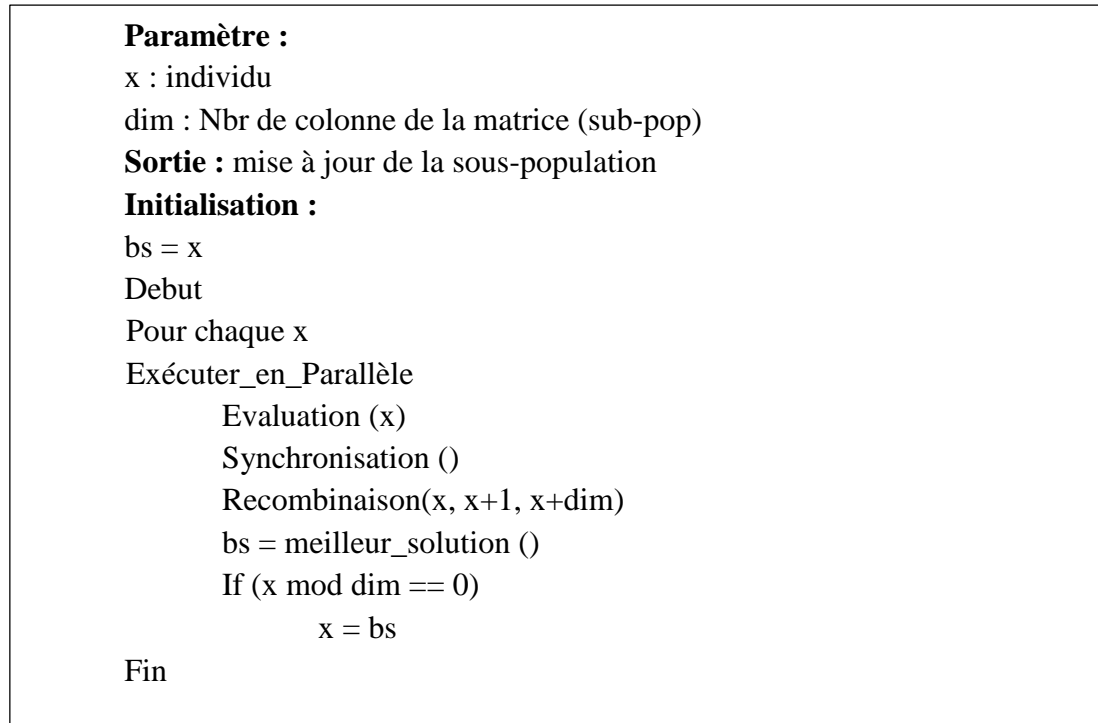 Paramètre :
x : individu
dim : Nbr de colonne de la matrice (sub-pop)
Sortie : mise à jour de la sous-population
Initialisation :
bs = x
Debut
Pour chaque x
Exécuter_en_Parallèle
Evaluation (x)
Synchronisation ()
Recombinaison(x, x+1, x+dim)
bs = meilleur_solution ()
If (x mod dim == 0)
x = bs
Fin